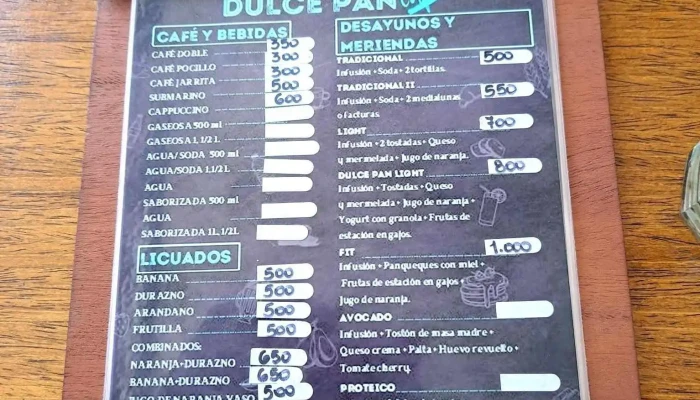 DULCE PAN
CAFÉ Y BEBIDAS
CAFÉ DOBLE 350
CAFÉ POCILLO 300
CAFÉ JARRITA 300
SUBMARINO 500
CAPPUCCINO 600
GASEOSA 500 ml
GASEOSA 1, 1/2 L
AGUA/SODA 500 ml
AGUA/SODA 1,1/2 L
AGUA
SABORIZADA 500 ml
AGUA
SABORIZADA 1L, 1/2L
LICUADOS
BANANA 500
DURAZNO 500
ARANDANO 500
FRUTILLA 500
COMBINADOS:
NARANJA+DURAZNO 650
BANANA+DURAZNO 650
JUGO DE NARANJA VASO 500
DESAYUNOS Y
MERIENDAS
TRADICIONAL 500
Infusión + Soda + 2 tortillas.
TRADICIONAL II 550
Infusión + Soda + 2 medialunas
o facturas.
LIGHT 700
Infusión + 2 tostadas + Queso
y mermelada + Jugo de naranja.
DULCE PAN LIGHT 800
Infusión + Tostadas + Queso
y mermelada + Jugo de naranja +
Yogurt con granola + Frutas de
estación en gajos.
FIT 1.000
Infusión + Panqueques con miel +
Frutas de estación en gajos +
Jugo de naranja.
AVOCADO
Infusión + Tostón de masa madre +
Queso crema + Palta + Huevo revuelto +
Tomate cherry.
PROTEICO